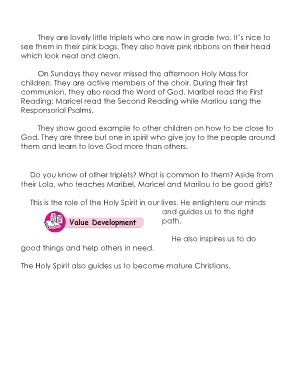 They are lovely little triplets who are now in grade two. It's nice to
see them in their pink bags. They also have pink ribbons on their head
which look neat and clean.
On Sundays they never missed the afternoon Holy Mass for
children. They are active members of the choir. During their first
communion, they also read the Word of God. Maribel read the First
Reading; Maricel read the Second Reading while Marilou sang the
Responsorial Psalms.
They show good example to other children on how to be close to
God. They are three but one in spirit who give joy to the people around
them and learn to love God more than others.
Do you know of other triplets? What is common to them? Aside from
their Lola, who teaches Maribel, Maricel and Marilou to be good girls?
This is the role of the Holy Spirit in our lives. He enlightens our minds
and guides us to the right
path.
Value Development
He also inspires us to do
good things and help others in need.
The Holy Spirit also guides us to become mature Christians.